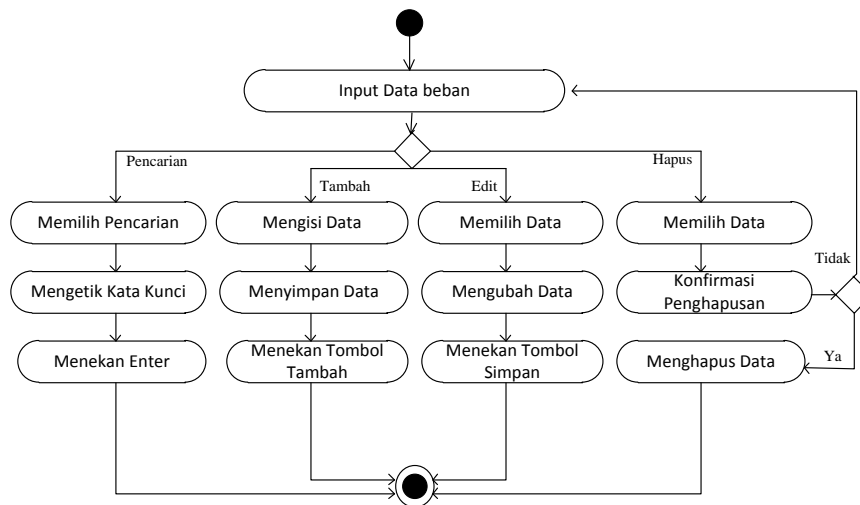 Input Data beban
Pencarian
Hapus
Tambah
Edit
Memilih Pencarian
Mengisi Data
Memilih Data
Memilih Data
Tidak
Mengetik Kata Kunci
Menyimpan Data
Mengubah Data
Konfirmasi
Penghapusan
Menekan Enter
Menekan Tombol
Tambah
Menekan Tombol
Simpan
Menghapus Data
Ya